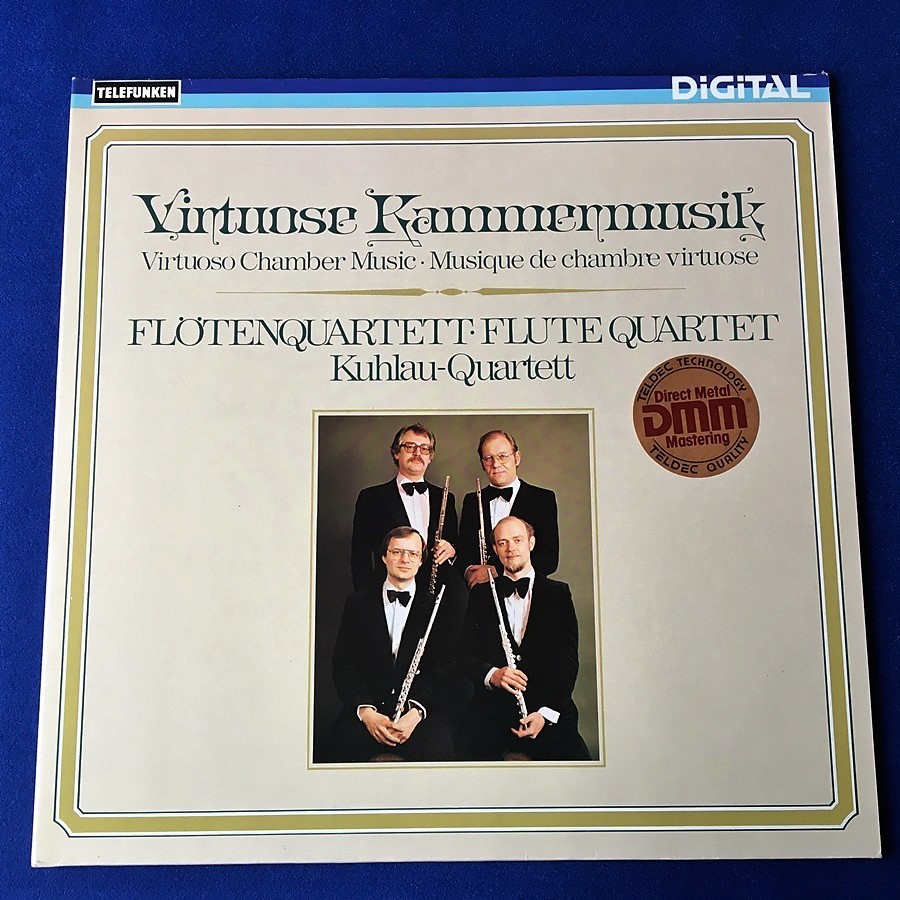 TELEFUNKEN
DiGiTAL
Virtuose Kammermusik
Virtuoso Chamber Music · Musique de chambre virtuose
FLÖTENQUARTETT · FLUTE QUARTET
Kuhlau-Quartett
TELDEC TECHNOLOGY
Direct Metal
DMM®
Mastering
TELDEC QUALITY